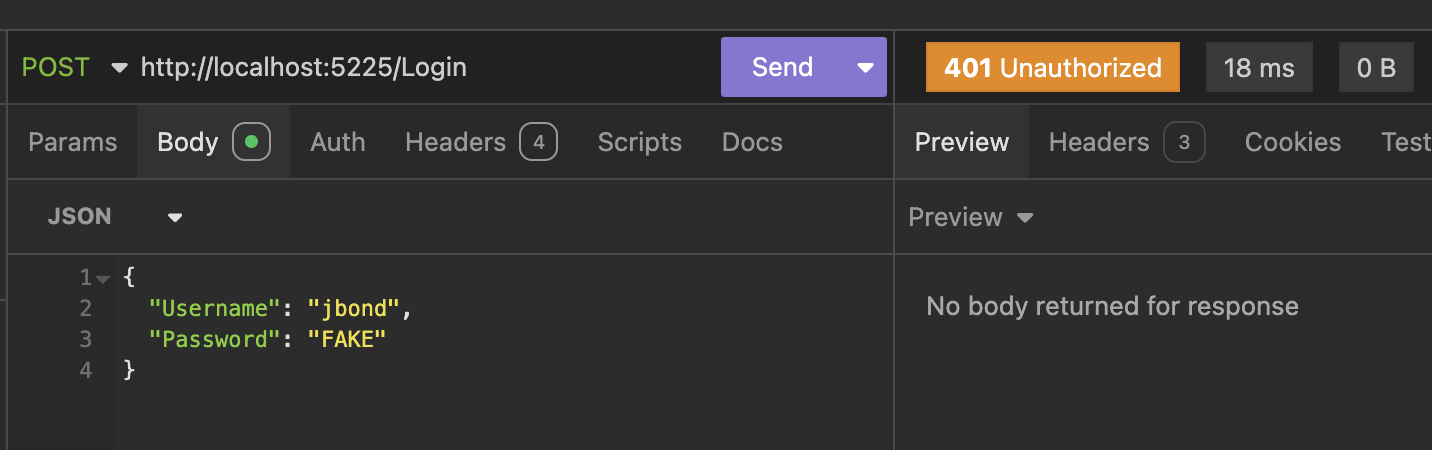 POST http://localhost:5225/Login Send 401 Unauthorized 18 ms 0 B
Params Body Auth Headers 4 Scripts Docs Preview Headers 3 Cookies Test
JSON Preview
1 {
2 "Username": "jbond",
3 "Password": "FAKE"
4 }
No body returned for response